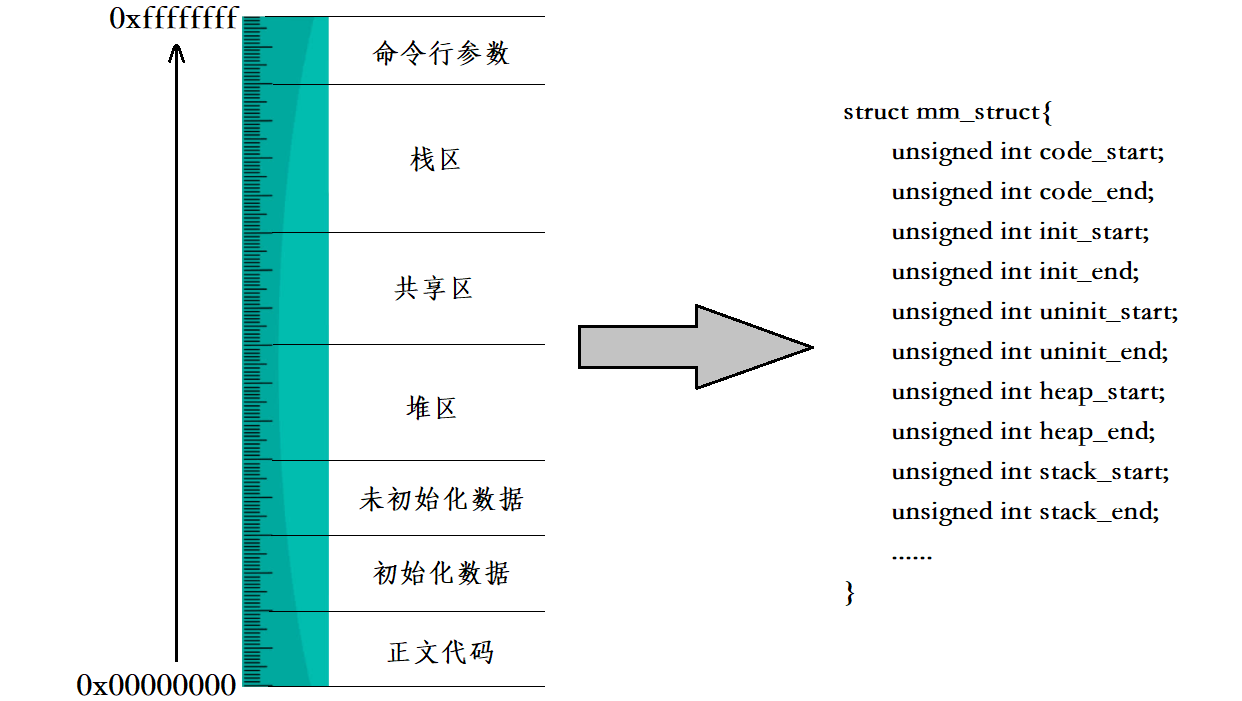 0xffffffff
命令行参数
栈区
共享区
堆区
未初始化数据
初始化数据
正文代码
0x00000000
struct mm_struct{
unsigned int code_start;
unsigned int code_end;
unsigned int init_start;
unsigned int init_end;
unsigned int uninit_start;
unsigned int uninit_end;
unsigned int heap_start;
unsigned int heap_end;
unsigned int stack_start;
unsigned int stack_end;
......
}